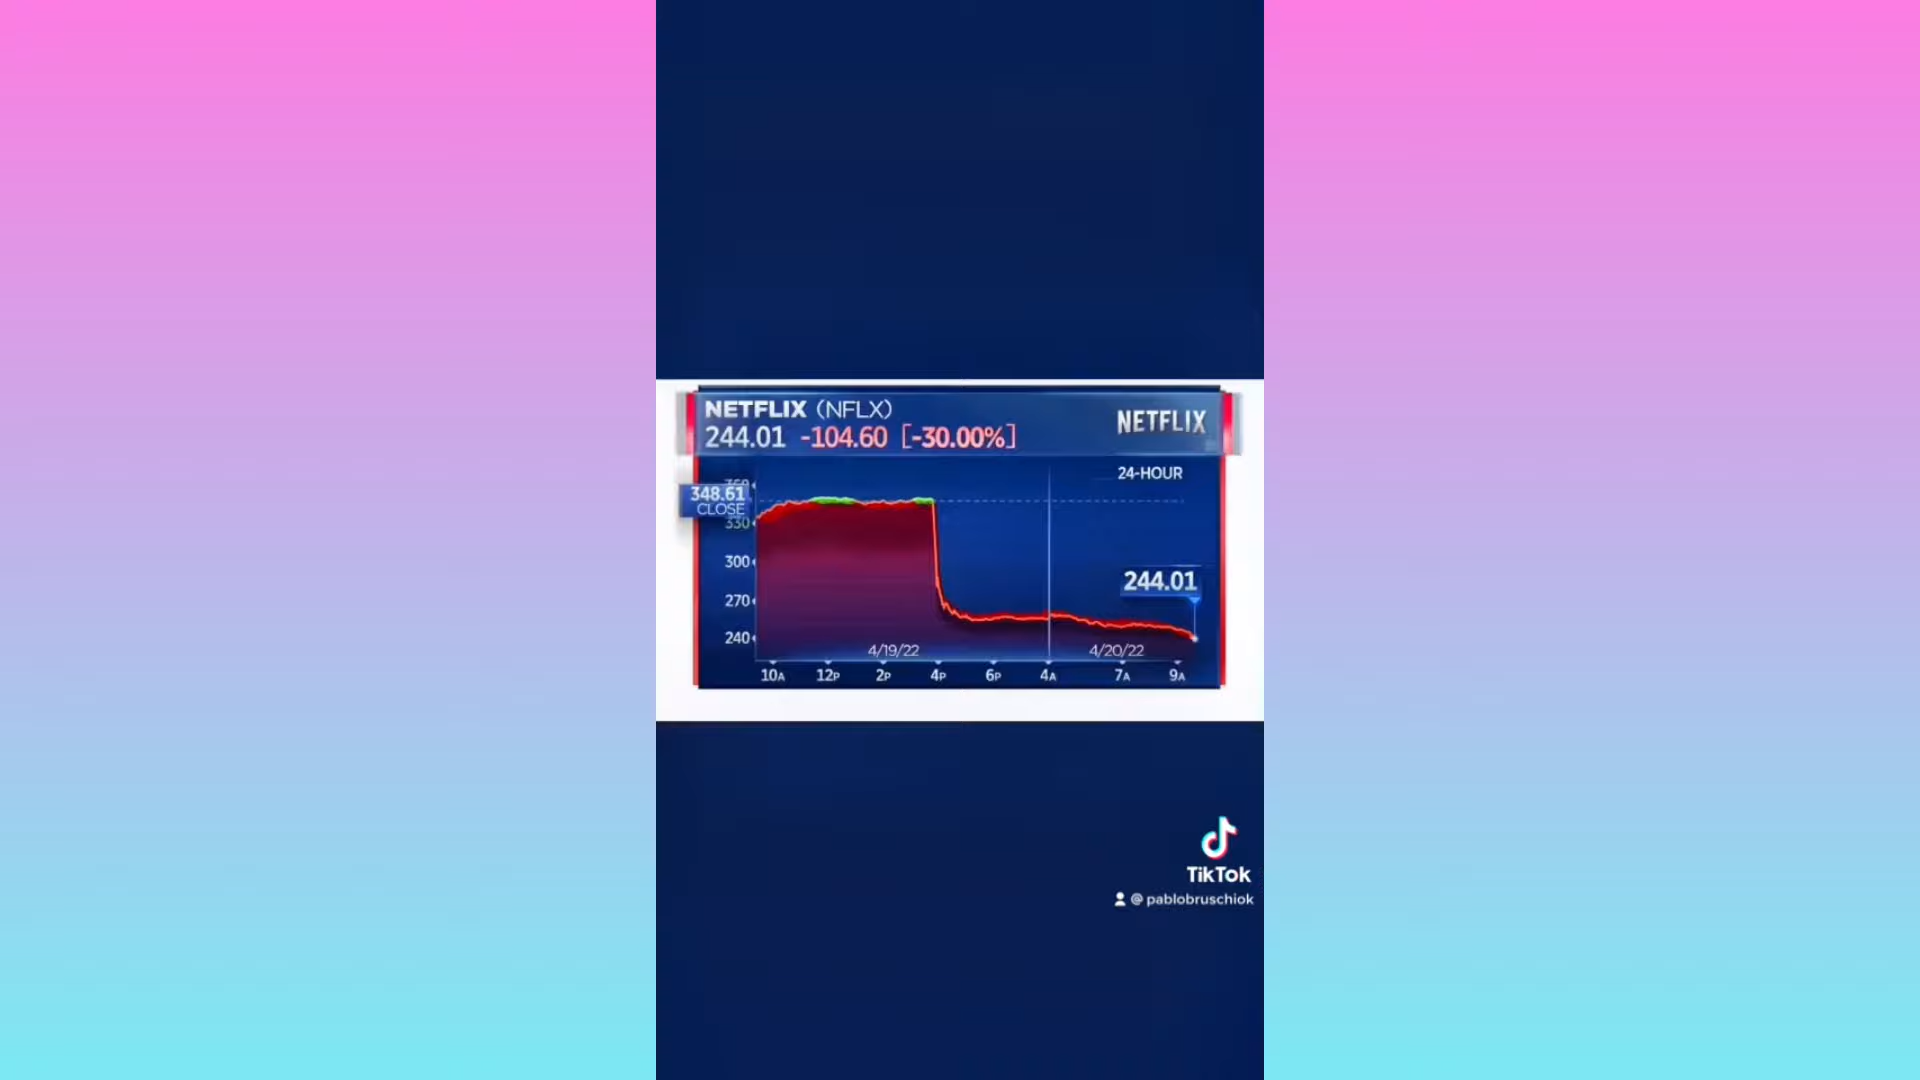 NETFLIX (NFLX)
244.01 -104.60 [-30.00%]
NETFLIX
24-HOUR
348.61
CLOSE
330
300
270
240
244.01
4/19/22
4/20/22
10A 12P 2P 4P 6P 4A 7A 9A
TikTok
@ pablobruschiok